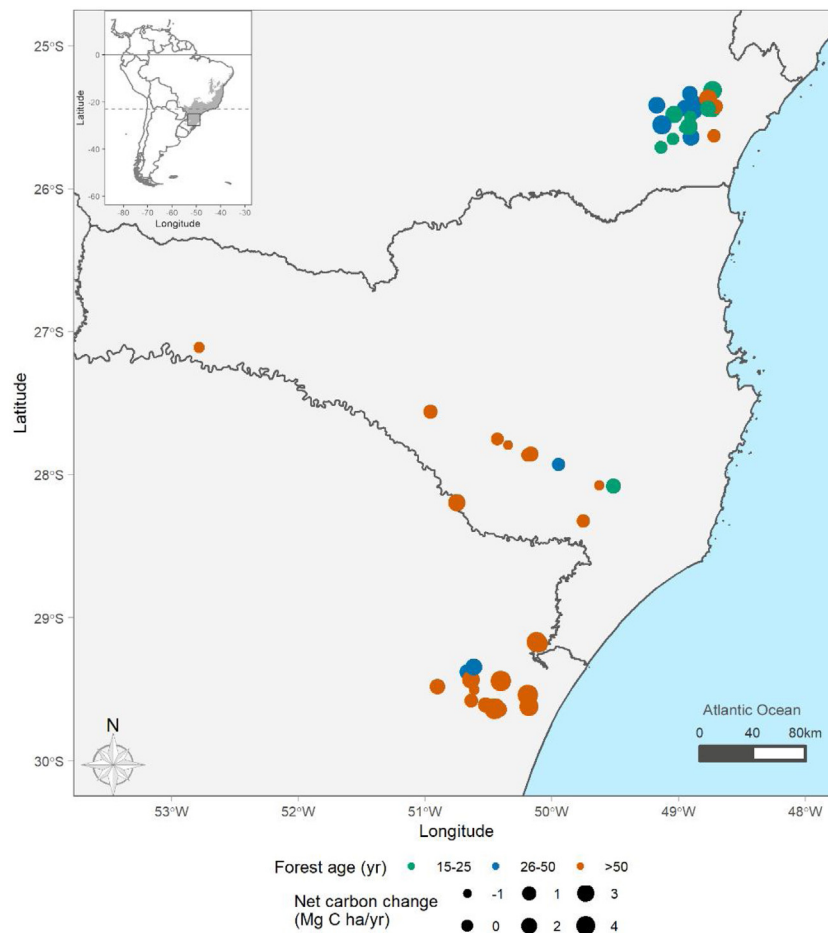 25°S
26°S
27°S
28°S
29°S
30°S
Latitude
0
-20
-40
-60
Latitude
-80 -70 -60 -50 -40 -30
Longitude
N
Atlantic Ocean
0 40 80km
53°W 52°W 51°W 50°W 49°W 48°W
Longitude
Forest age (yr) 15-25 26-50 >50
Net carbon change
(Mg C ha/yr)
-1 1 3
0 2 4